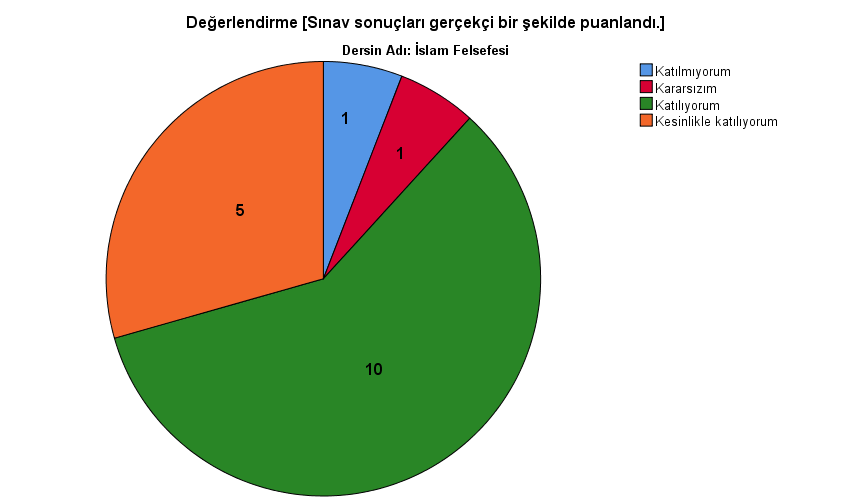 Değerlendirme [Sınav sonuçları gerçekçi bir şekilde puanlandı.]
Dersin Adı: İslam Felsefesi
Katılmıyorum
Kararsızım
Katılıyorum
Kesinlikle katılıyorum
1
1
5
10